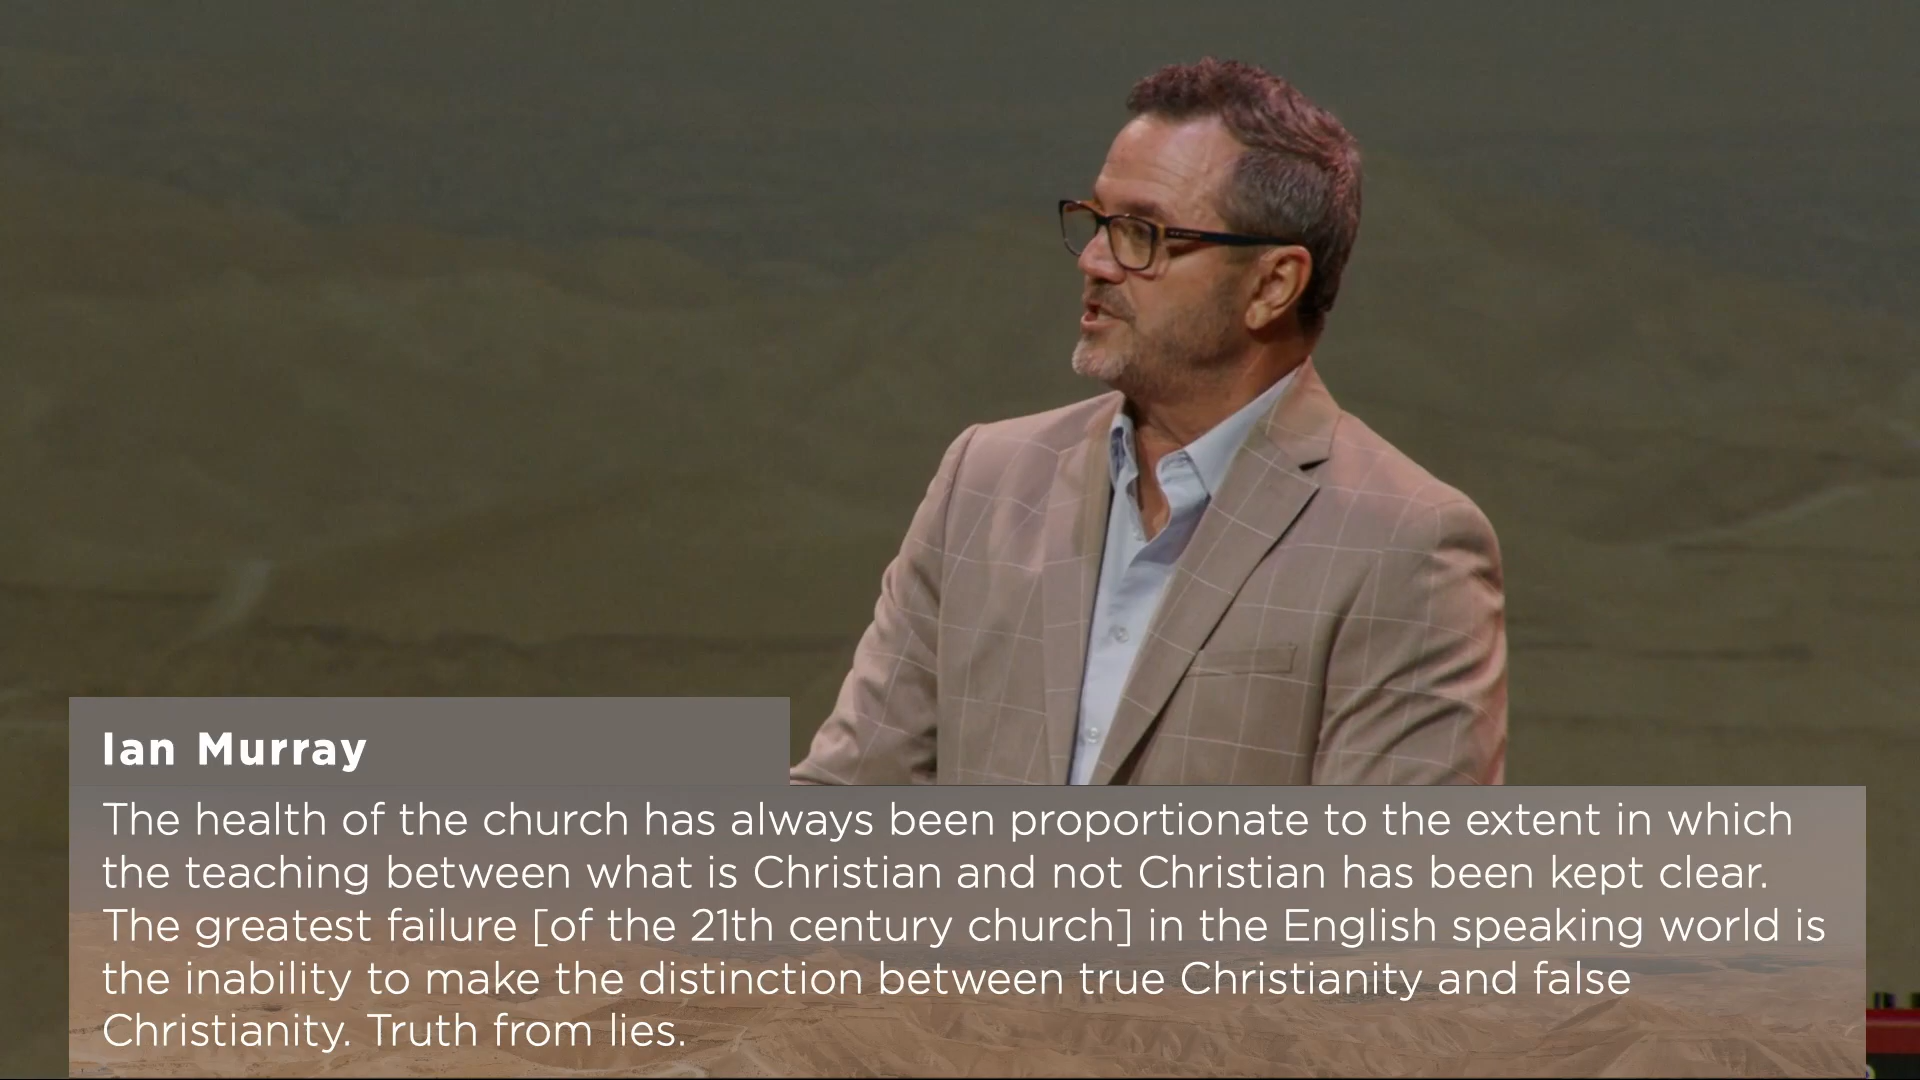 Ian Murray
The health of the church has always been proportionate to the extent in which
the teaching between what is Christian and not Christian has been kept clear.
The greatest failure [of the 21th century church] in the English speaking world is
the inability to make the distinction between true Christianity and false
Christianity. Truth from lies.